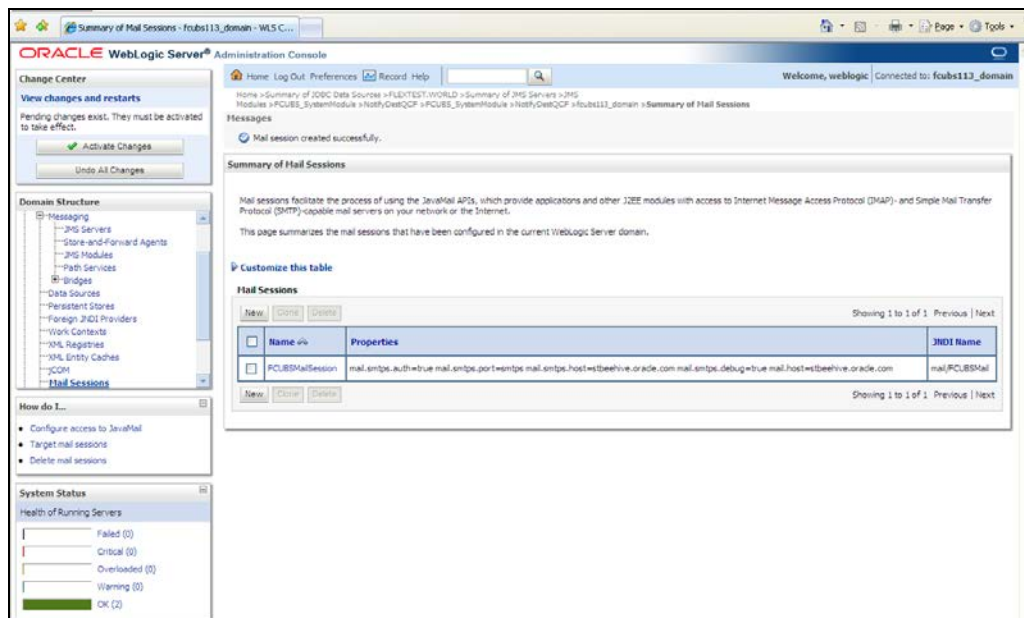 Summary of Mail Sessions - fcubs113_domain - WLS C...
Page
Tools
ORACLE WebLogic Server® Administration Console
Change Center
View changes and restarts
Pending changes exist. They must be activated
to take effect.
Activate Changes
Undo All Changes
Domain Structure
Messaging
JMS Servers
Store-and-Forward Agents
JMS Modules
Path Services
Bridges
Data Sources
Persistent Stores
Foreign JNDI Providers
Work Contexts
XML Registries
XML Entity Caches
jCOM
Mail Sessions
How do I...
Configure access to JavaMail
Target mail sessions
Delete mail sessions
System Status
Health of Running Servers
Failed (0)
Critical (0)
Overloaded (0)
Warning (0)
OK (2)
Home Log Out Preferences Record Help
Welcome, weblogic Connected to: fcubs113_domain
Home >Summary of JDBC Data Sources >FLEXTEST.WORLD >Summary of JMS Servers >JMS
Modules >FCUBS_SystemModule >NotifyDestQCF >FCUBS_SystemModule >NotifyDestQCF >fcubs113_domain >Summary of Mail Sessions
Messages
Mail session created successfully.
Summary of Mail Sessions
Mail sessions facilitate the process of using the JavaMail APIs, which provide applications and other J2EE modules with access to Internet Message Access Protocol (IMAP)- and Simple Mail Transfer
Protocol (SMTP)-capable mail servers on your network or the Internet.
This page summarizes the mail sessions that have been configured in the current WebLogic Server domain.
Customize this table
Mail Sessions
New Clone Delete
Showing 1 to 1 of 1 Previous | Next
Name Properties JNDI Name
FCUBSMailSession mail.smtps.auth=true mail.smtps.port=smtps mail.smtps.host=stbeehive.oracle.com mail.smtps.debug=true mail.host=stbeehive.oracle.com mail/FCUBSMail
New Clone Delete
Showing 1 to 1 of 1 Previous | Next